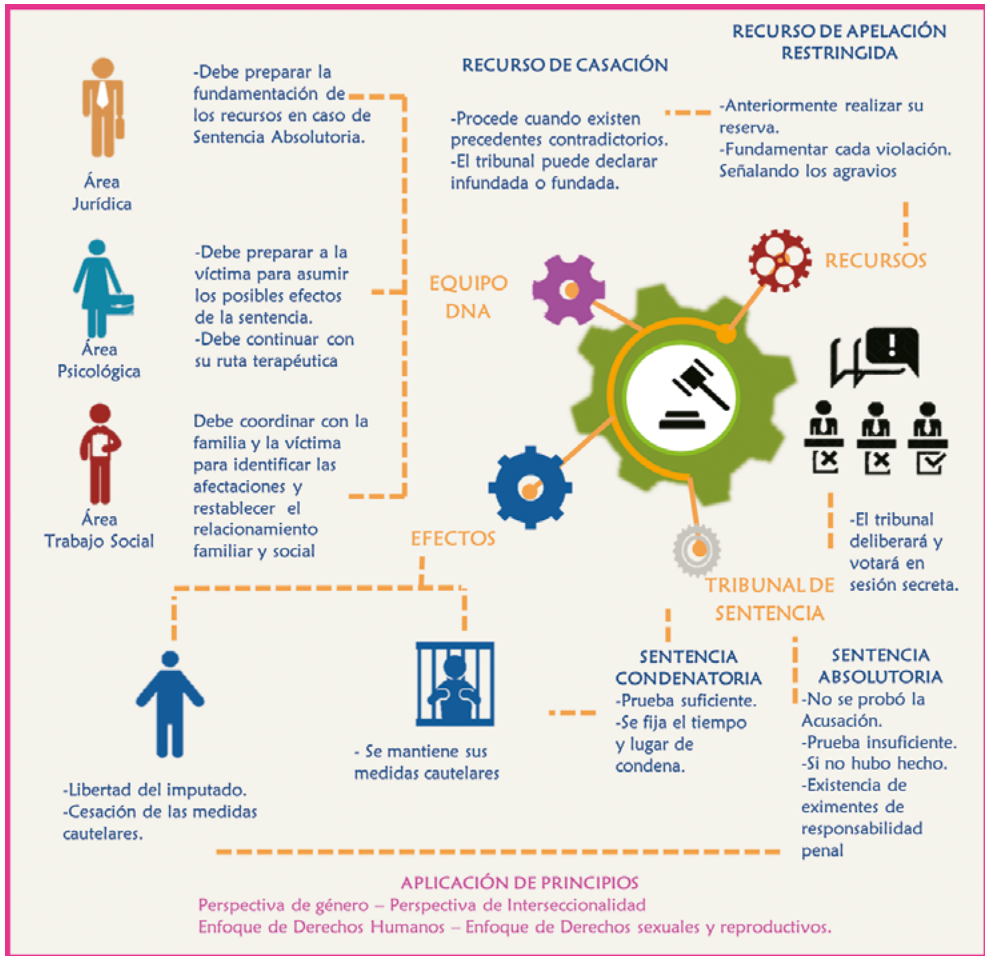 RECURSO DE APELACIÓN
RESTRINGIDA
-Anteriormente realizar su
reserva.
-Fundamentar cada violación.
Señalando los agravios
RECURSO DE CASACIÓN
-Procede cuando existen
precedentes contradictorios.
-El tribunal puede declarar
infundada o fundada.
RECURSOS
Área
Jurídica
-Debe preparar la
fundamentación de
los recursos en caso de
Sentencia Absolutoria.
Área
Psicológica
-Debe preparar a la
víctima para asumir
los posibles efectos
de la sentencia.
-Debe continuar con
su ruta terapéutica
Área
Trabajo Social
Debe coordinar con la
familia y la víctima
para identificar las
afectaciones y
restablecer el
relacionamiento
familiar y social
EQUIPO
DNA
EFECTOS
-El tribunal
deliberará y
votará en
sesión secreta.
TRIBUNAL DE
SENTENCIA
-Libertad del imputado.
-Cesación de las medidas
cautelares.
- Se mantiene sus
medidas cautelares
SENTENCIA
CONDENATORIA
-Prueba suficiente.
-Se fija el tiempo
y lugar de
condena.
SENTENCIA
ABSOLUTORIA
-No se probó la
Acusación.
-Prueba insuficiente.
-Si no hubo hecho.
-Existencia de
eximentes de
responsabilidad
penal
APLICACIÓN DE PRINCIPIOS
Perspectiva de género – Perspectiva de Interseccionalidad
Enfoque de Derechos Humanos – Enfoque de Derechos sexuales y reproductivos.